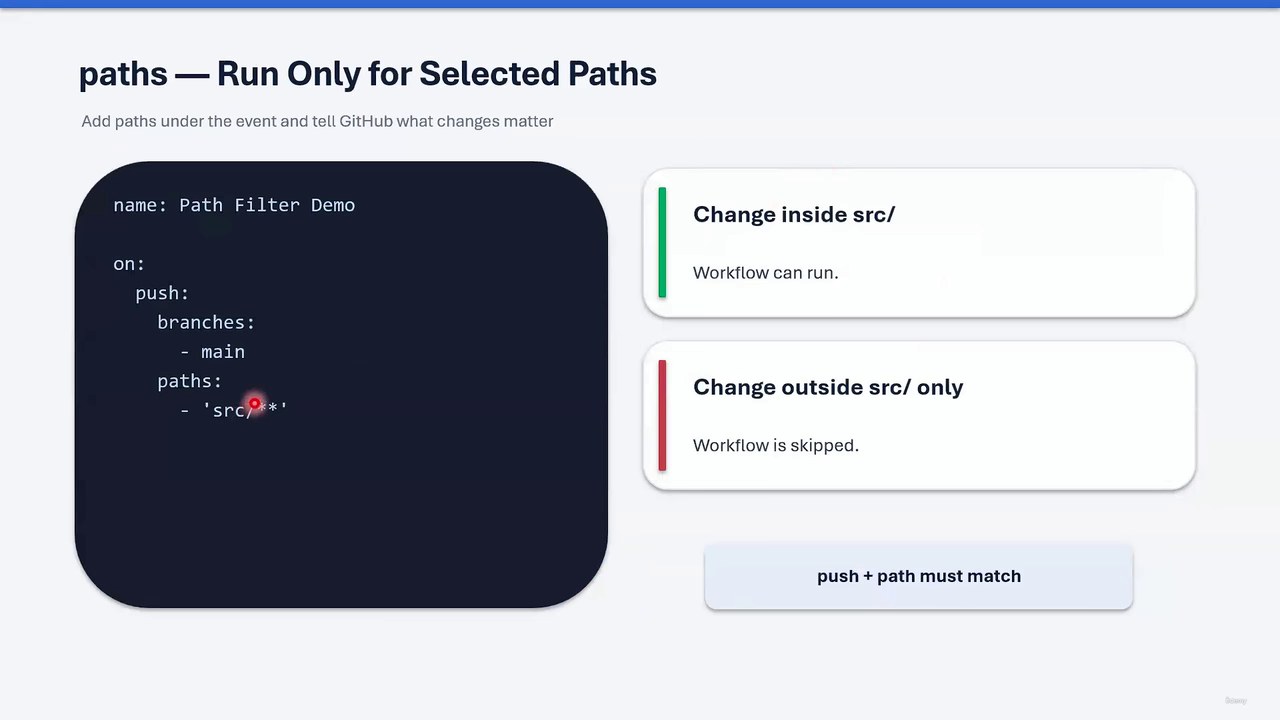 paths — Run Only for Selected Paths
Add paths under the event and tell GitHub what changes matter
name: Path Filter Demo
on:
push:
branches:
- main
paths:
- 'src/**'
Change inside src/
Workflow can run.
Change outside src/ only
Workflow is skipped.
push + path must match